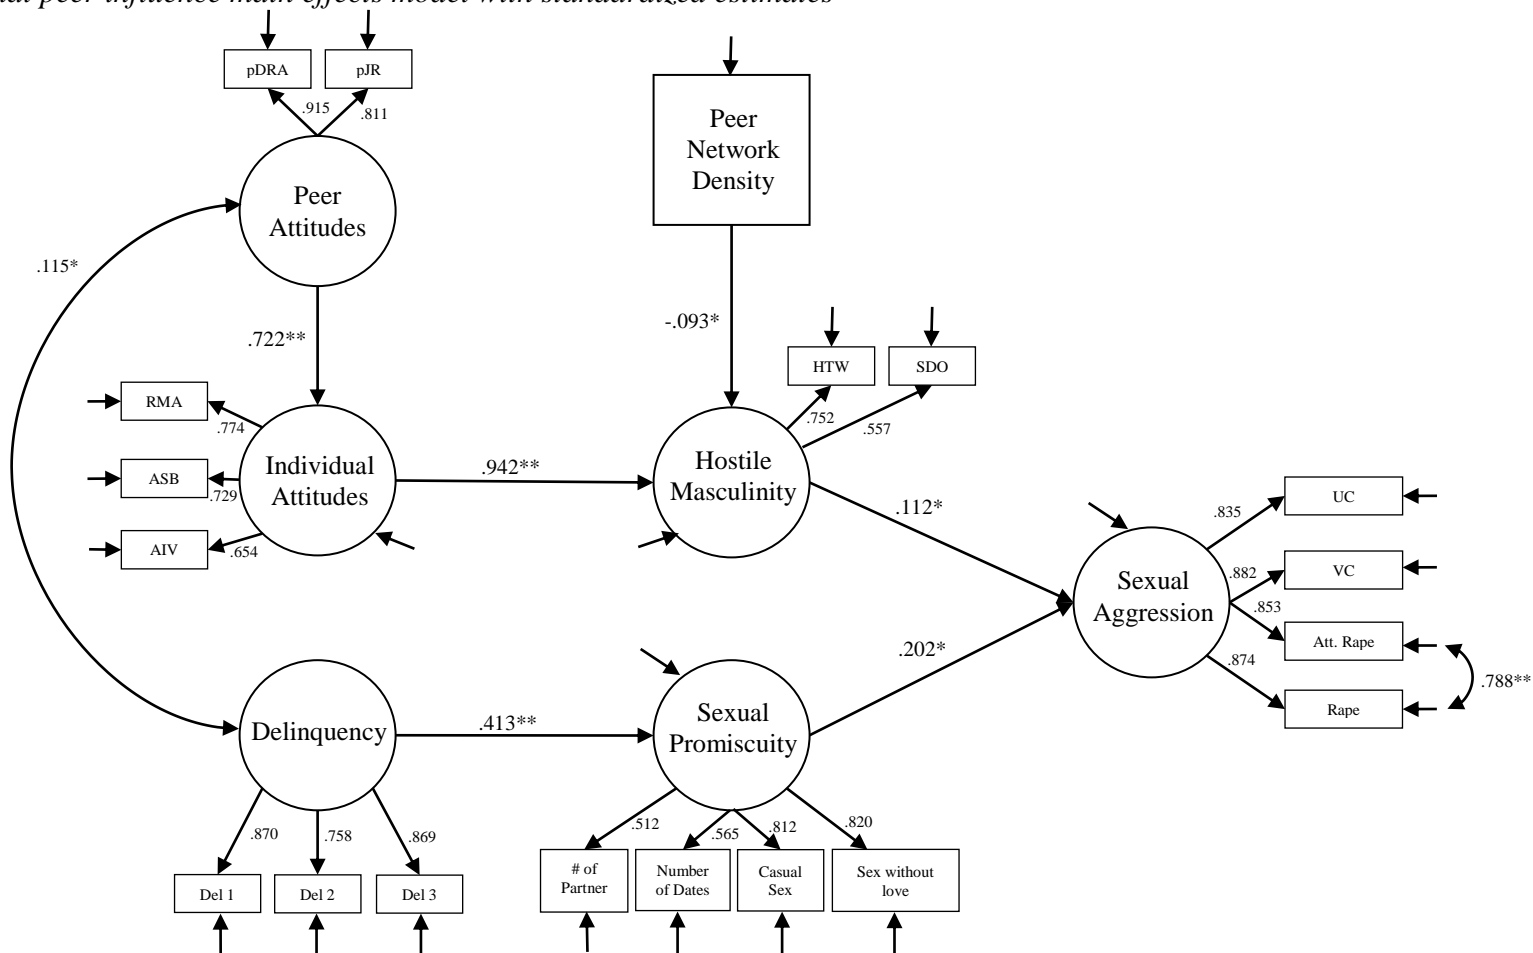 peer influence main effects model with standardized estimates
pDRA
pJR
.915
.811
Peer
Attitudes
Peer
Network
Density
.115*
.722**
-.093*
HTW
SDO
.752
.557
RMA
.774
ASB
.729
AIV
.654
Individual
Attitudes
.942**
Hostile
Masculinity
.112*
UC
.835
VC
.882
.853
Att. Rape
.874
Rape
.788**
Sexual
Aggression
.202*
Delinquency
.413**
Sexual
Promiscuity
.870
.758
.869
Del 1
Del 2
Del 3
.512
.565
.812
.820
# of
Partner
Number
of Dates
Casual
Sex
Sex without
love